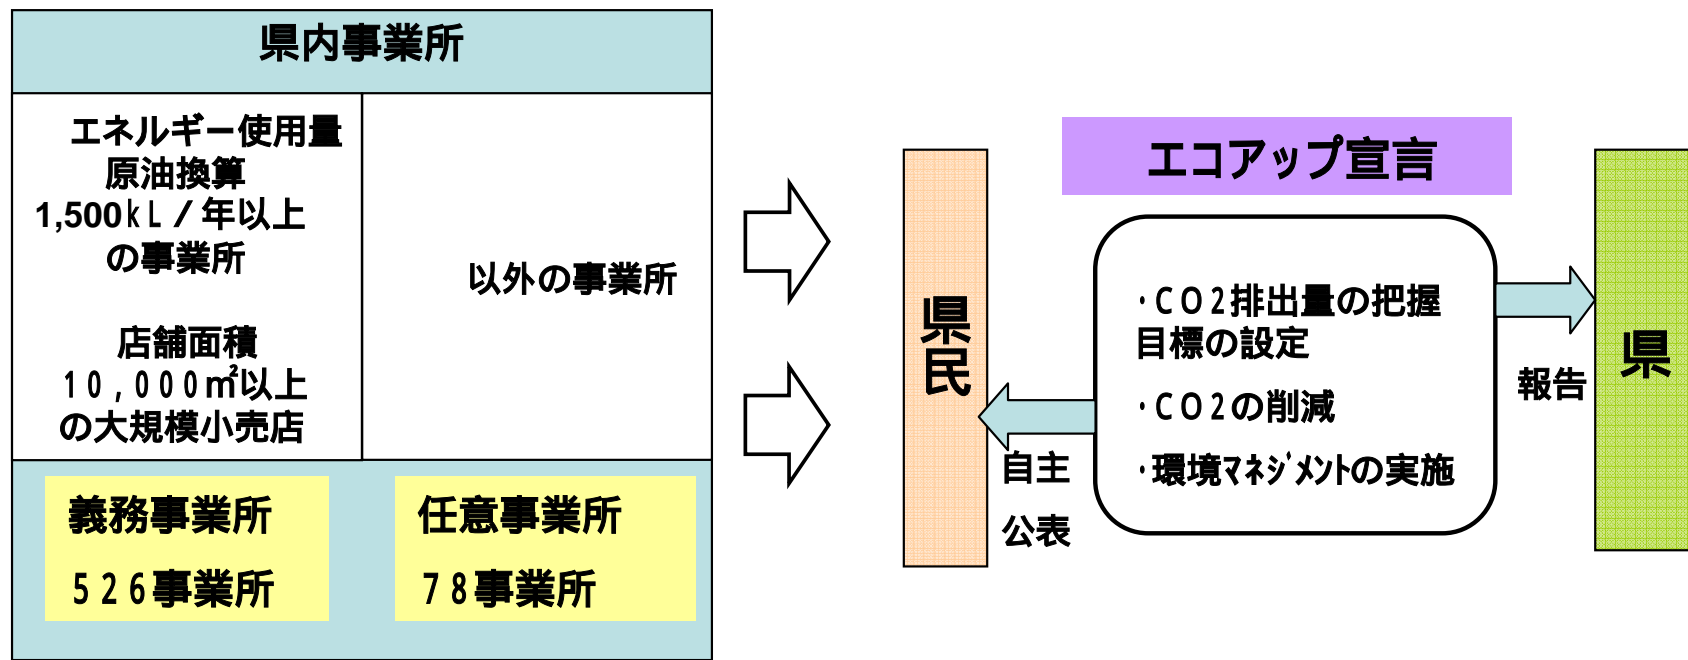 県内事業所
エネルギー使用量
原油換算
1,500ｋL／年以上
の事業所
店舗面積
１０，０００㎡以上
の大規模小売店
以外の事業所
義務事業所
５２６事業所
任意事業所
７８事業所
県民
エコアップ宣言
・ＣＯ２排出量の把握
目標の設定
・ＣＯ２の削減
・環境ﾏﾈｼﾞﾒﾝﾄの実施
自主
公表
報告
県